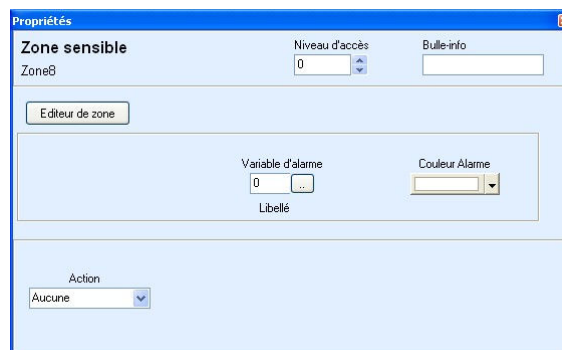 Propriétés
Zone sensible
Niveau d'accès
Bulle-info
Zone8
0
Editeur de zone
Variable d'alarme
Couleur Alarme
0
..
Libellé
Action
Aucune